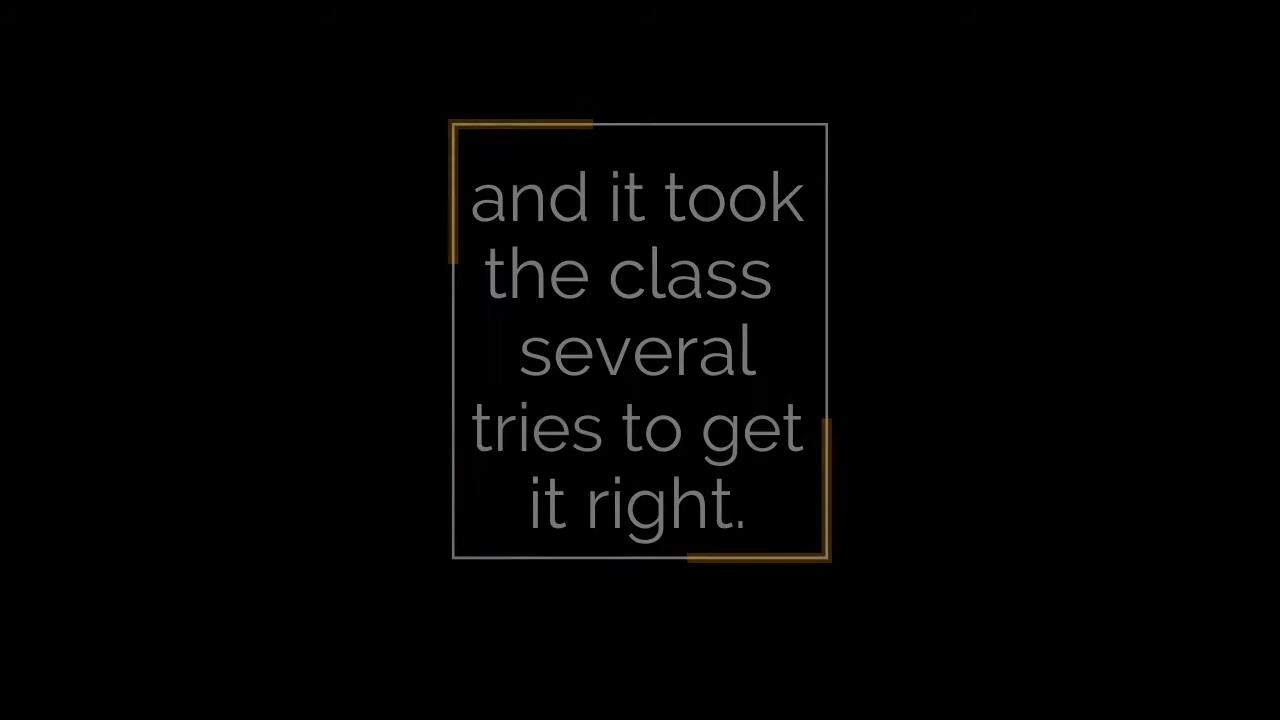 and it took
the class
several
tries to get
it right.